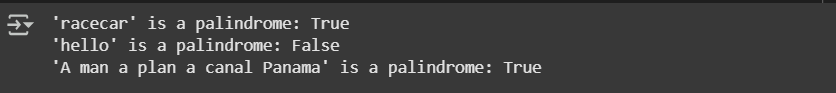 'racecar' is a palindrome: True
'hello' is a palindrome: False
'A man a plan a canal Panama' is a palindrome: True